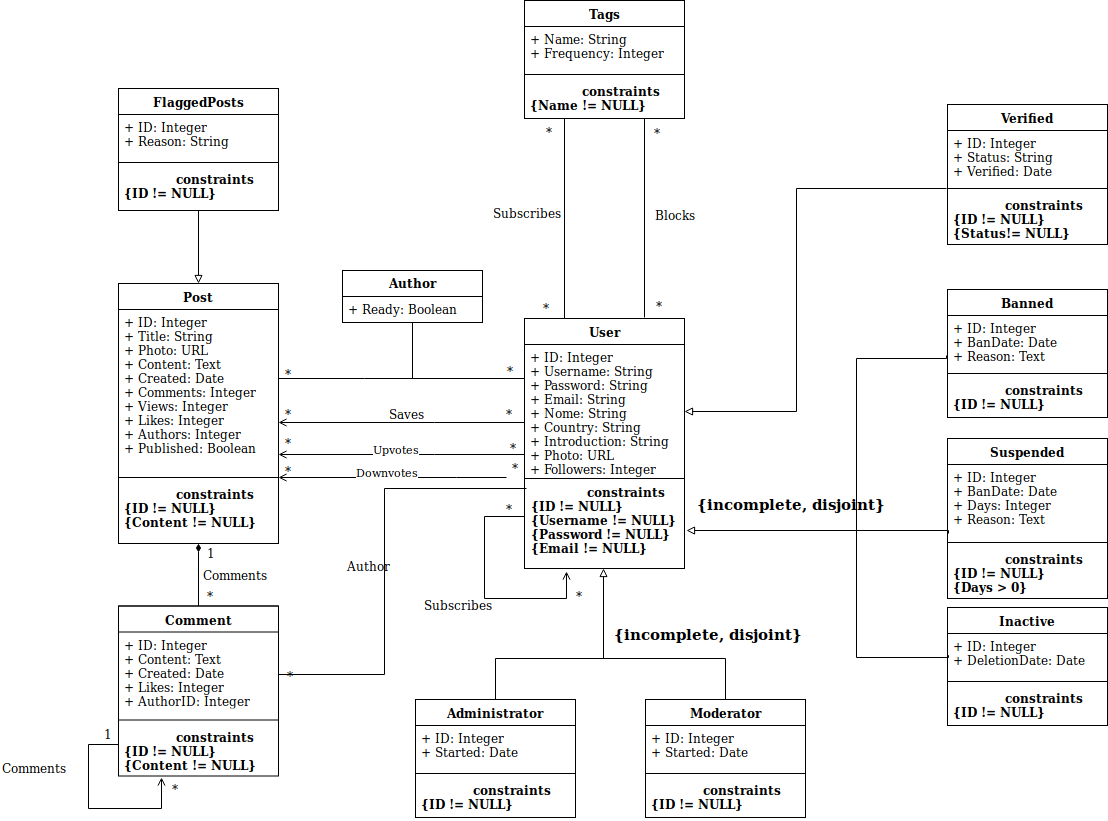 Tags
+ Name: String
+ Frequency: Integer
constraints
{Name != NULL}
*
*
Subscribes
Blocks
*
*
FlaggedPosts
+ ID: Integer
+ Reason: String
constraints
{ID != NULL}
Verified
+ ID: Integer
+ Status: String
+ Verified: Date
constraints
{ID != NULL}
{Status!= NULL}
Author
+ Ready: Boolean
Post
+ ID: Integer
+ Title: String
+ Photo: URL
+ Content: Text
+ Created: Date
+ Comments: Integer
+ Views: Integer
+ Likes: Integer
+ Authors: Integer
+ Published: Boolean
constraints
{ID != NULL}
{Content != NULL}
*
*
* Saves *
* Upvotes *
* Downvotes *
User
+ ID: Integer
+ Username: String
+ Password: String
+ Email: String
+ Nome: String
+ Country: String
+ Introduction: String
+ Photo: URL
+ Followers: Integer
constraints
{ID != NULL}
{Username != NULL}
{Password != NULL}
{Email != NULL}
Banned
+ ID: Integer
+ BanDate: Date
+ Reason: Text
constraints
{ID != NULL}
{incomplete, disjoint}
Suspended
+ ID: Integer
+ BanDate: Date
+ Days: Integer
+ Reason: Text
constraints
{ID != NULL}
{Days > 0}
1
Comments
*
Author
*
*
Subscribes
*
{incomplete, disjoint}
Inactive
+ ID: Integer
+ DeletionDate: Date
constraints
{ID != NULL}
Comment
+ ID: Integer
+ Content: Text
+ Created: Date
+ Likes: Integer
+ AuthorID: Integer
constraints
{ID != NULL}
{Content != NULL}
1
Comments
*
Administrator
+ ID: Integer
+ Started: Date
constraints
{ID != NULL}
Moderator
+ ID: Integer
+ Started: Date
constraints
{ID != NULL}